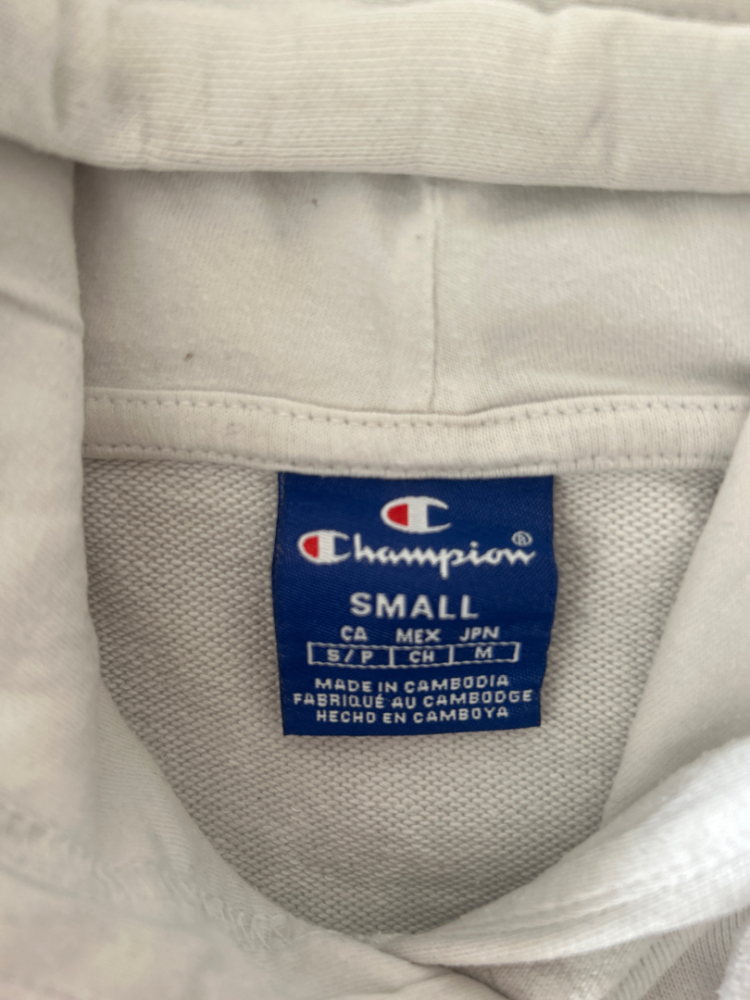 Champion®
SMALL
CA MEX JPN
S/P CH M
MADE IN CAMBODIA
FABRIQUÉ AU CAMBODGE
HECHO EN CAMBOYA